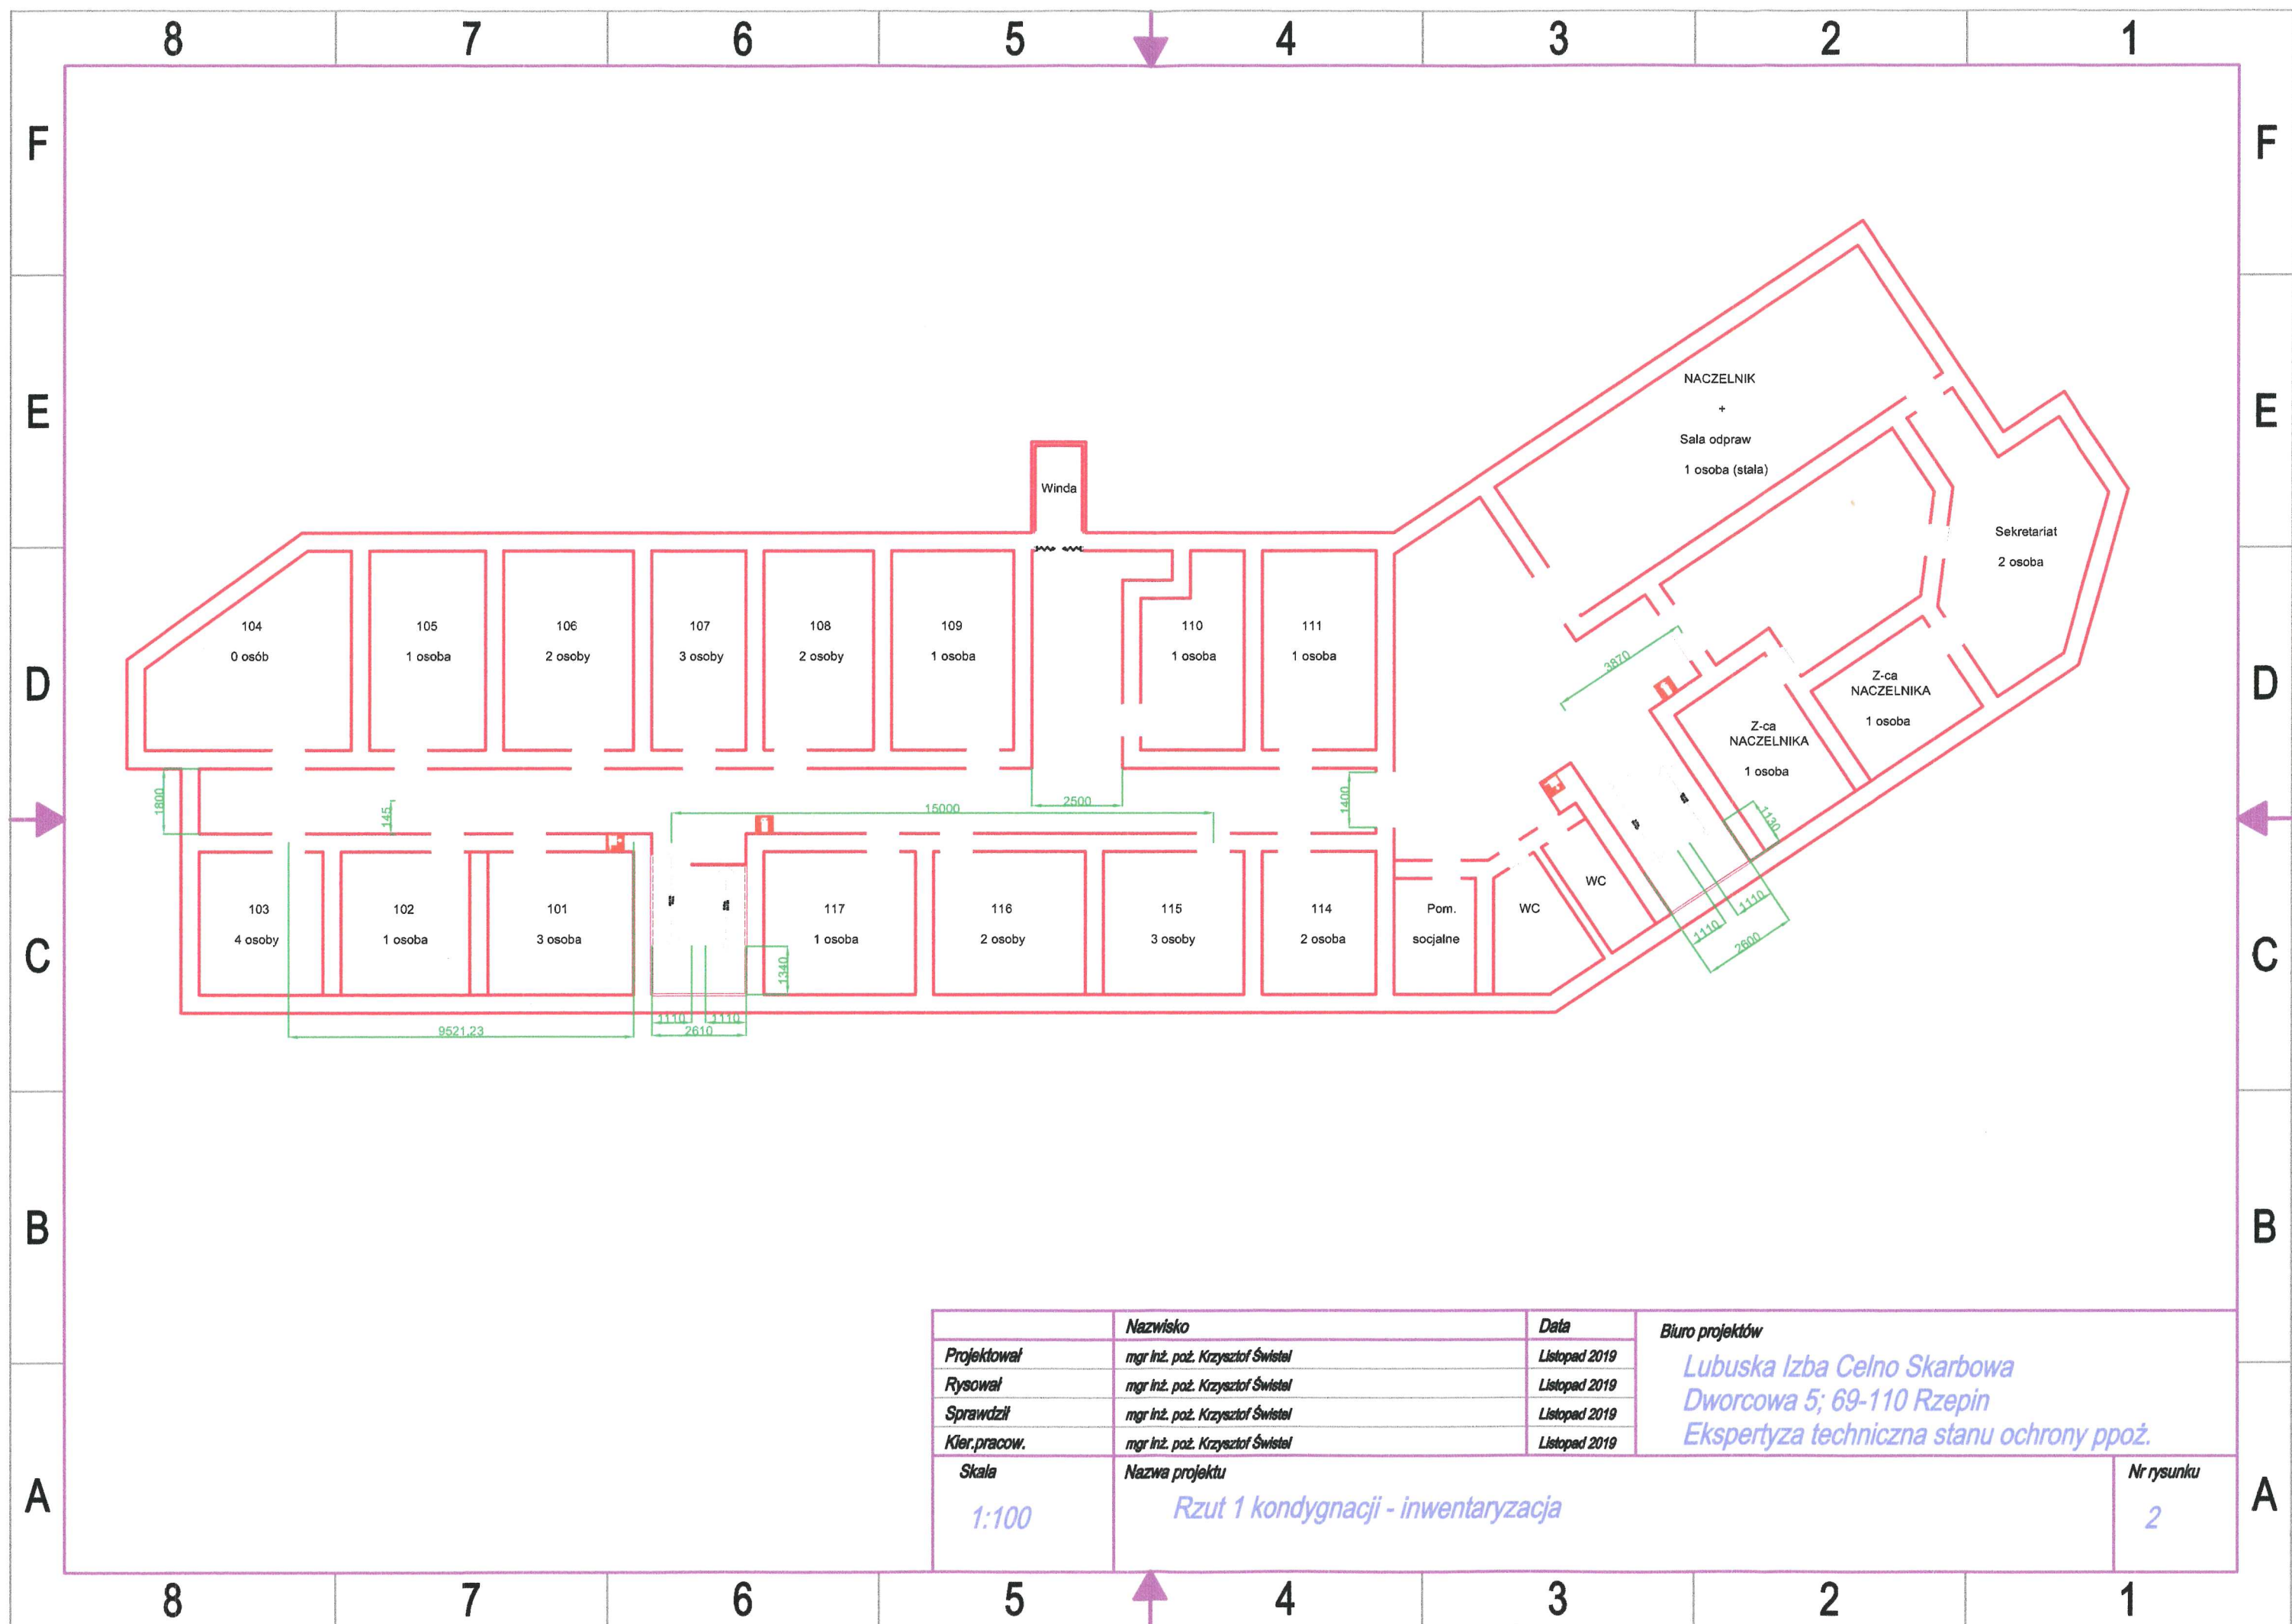 8 7 6 5 4 3 2 1
F F
E E
D D
C C
B B
A A
NACZELNIK
+
Sala odpraw
1 osoba (stała)
Winda
Sekretariat
2 osoba
104
0 osób
105
1 osoba
106
2 osoby
107
3 osoby
108
2 osoby
109
1 osoba
110
1 osoba
111
1 osoba
3870
Z-ca
NACZELNIKA
1 osoba
Z-ca
NACZELNIKA
1 osoba
1800
145
15000
2500
1400
1130
103
4 osoby
102
1 osoba
101
3 osoba
117
1 osoba
116
2 osoby
115
3 osoby
114
2 osoba
Pom.
socjalne
WC
WC
1340
1110
1110
2600
1110
1110
2610
9521,23
Nazwisko Data Biuro projektów
Projektował mgr inż. poż. Krzysztof Świstel Listopad 2019
Rysował mgr inż. poż. Krzysztof Świstel Listopad 2019
Sprawdził mgr inż. poż. Krzysztof Świstel Listopad 2019
Kier.pracow. mgr inż. poż. Krzysztof Świstel Listopad 2019
Lubuska Izba Celno Skarbowa
Dworcowa 5; 69-110 Rzepin
Ekspertyza techniczna stanu ochrony ppoż.
Skala Nazwa projektu Nr rysunku
1:100 Rzut 1 kondygnacji - inwentaryzacja 2
8 7 6 5 4 3 2 1